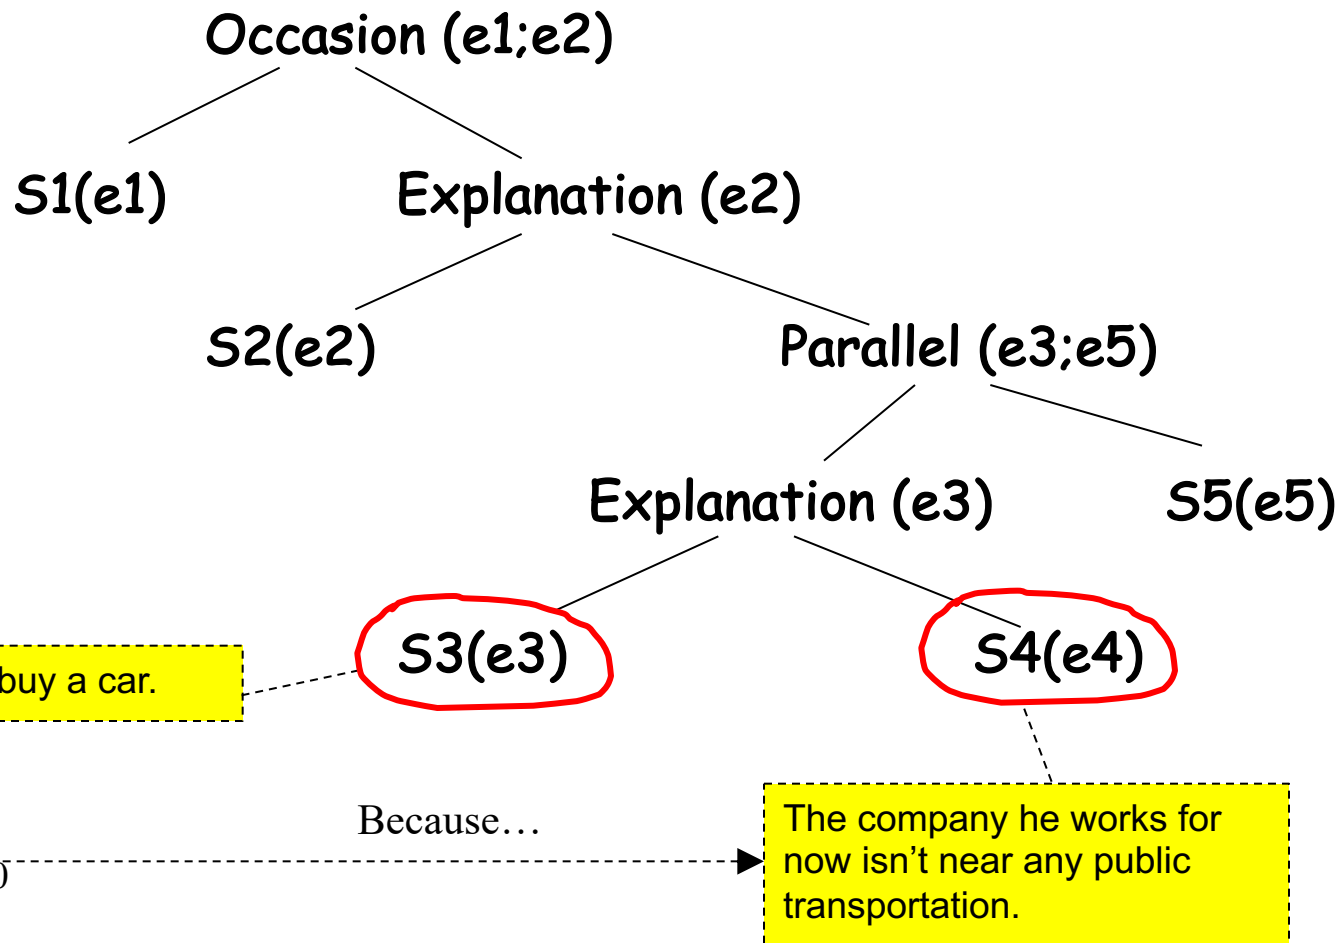 Occasion (e1;e2)
S1(e1)
Explanation (e2)
S2(e2)
Parallel (e3;e5)
Explanation (e3)
S5(e5)
S3(e3)
S4(e4)
buy a car.
Because…
The company he works for
now isn’t near any public
transportation.